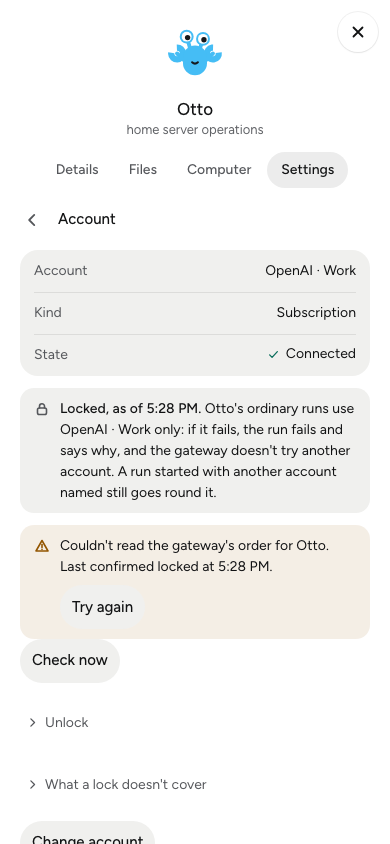 Otto
home server operations
Details
Files
Computer
Settings
Account
Account
OpenAI · Work
Kind
Subscription
State
Connected
Locked, as of 5:28 PM. Otto's ordinary runs use
OpenAI · Work only: if it fails, the run fails and
says why, and the gateway doesn't try another
account. A run started with another account
named still goes round it.
Couldn't read the gateway's order for Otto.
Last confirmed locked at 5:28 PM.
Try again
Check now
Unlock
What a lock doesn't cover
Change account